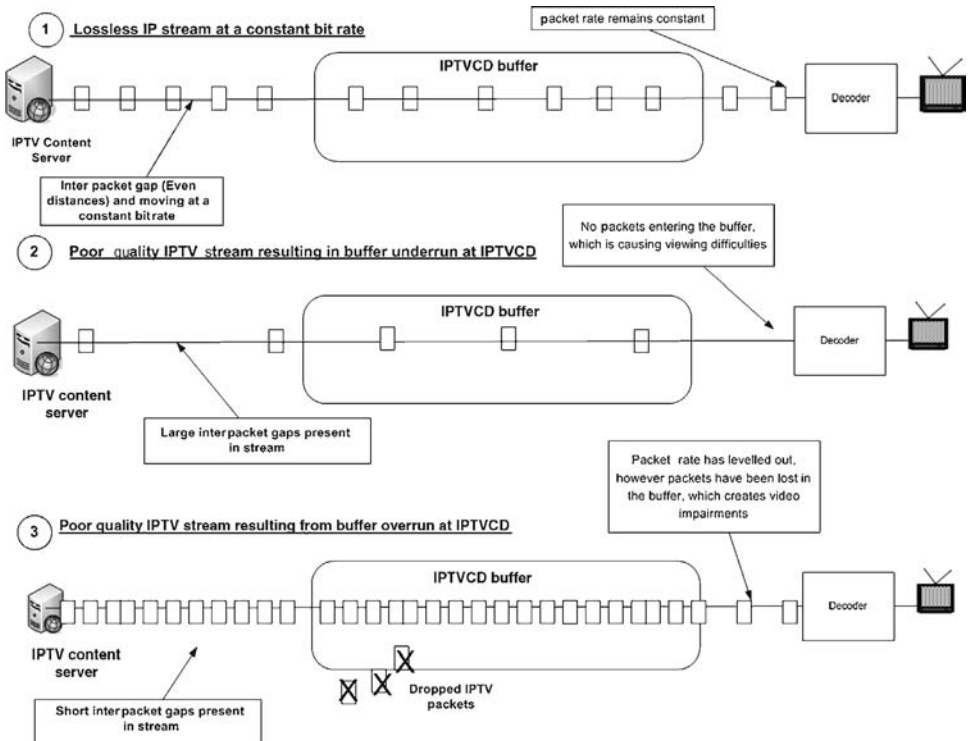 1 Lossless IP stream at a constant bit rate
packet rate remains constant
IPTVCD buffer
Decoder
IPTV Content
Server
Inter packet gap (Even
distances) and moving at a
constant bitrate
No packets entering the buffer,
which is causing viewing difficulties
2 Poor quality IPTV stream resulting in buffer underrun at IPTVCD
IPTVCD buffer
Decoder
IPTV content
server
Large interpacket gaps present
in stream
Packet rate has levelled out,
however packets have been lost in
the buffer, which creates video
impairments
3 Poor quality IPTV stream resulting from buffer overrun at IPTVCD
IPTVCD buffer
Decoder
IPTV content
server
Dropped IPTV
packets
Short interpacket gaps present
in stream